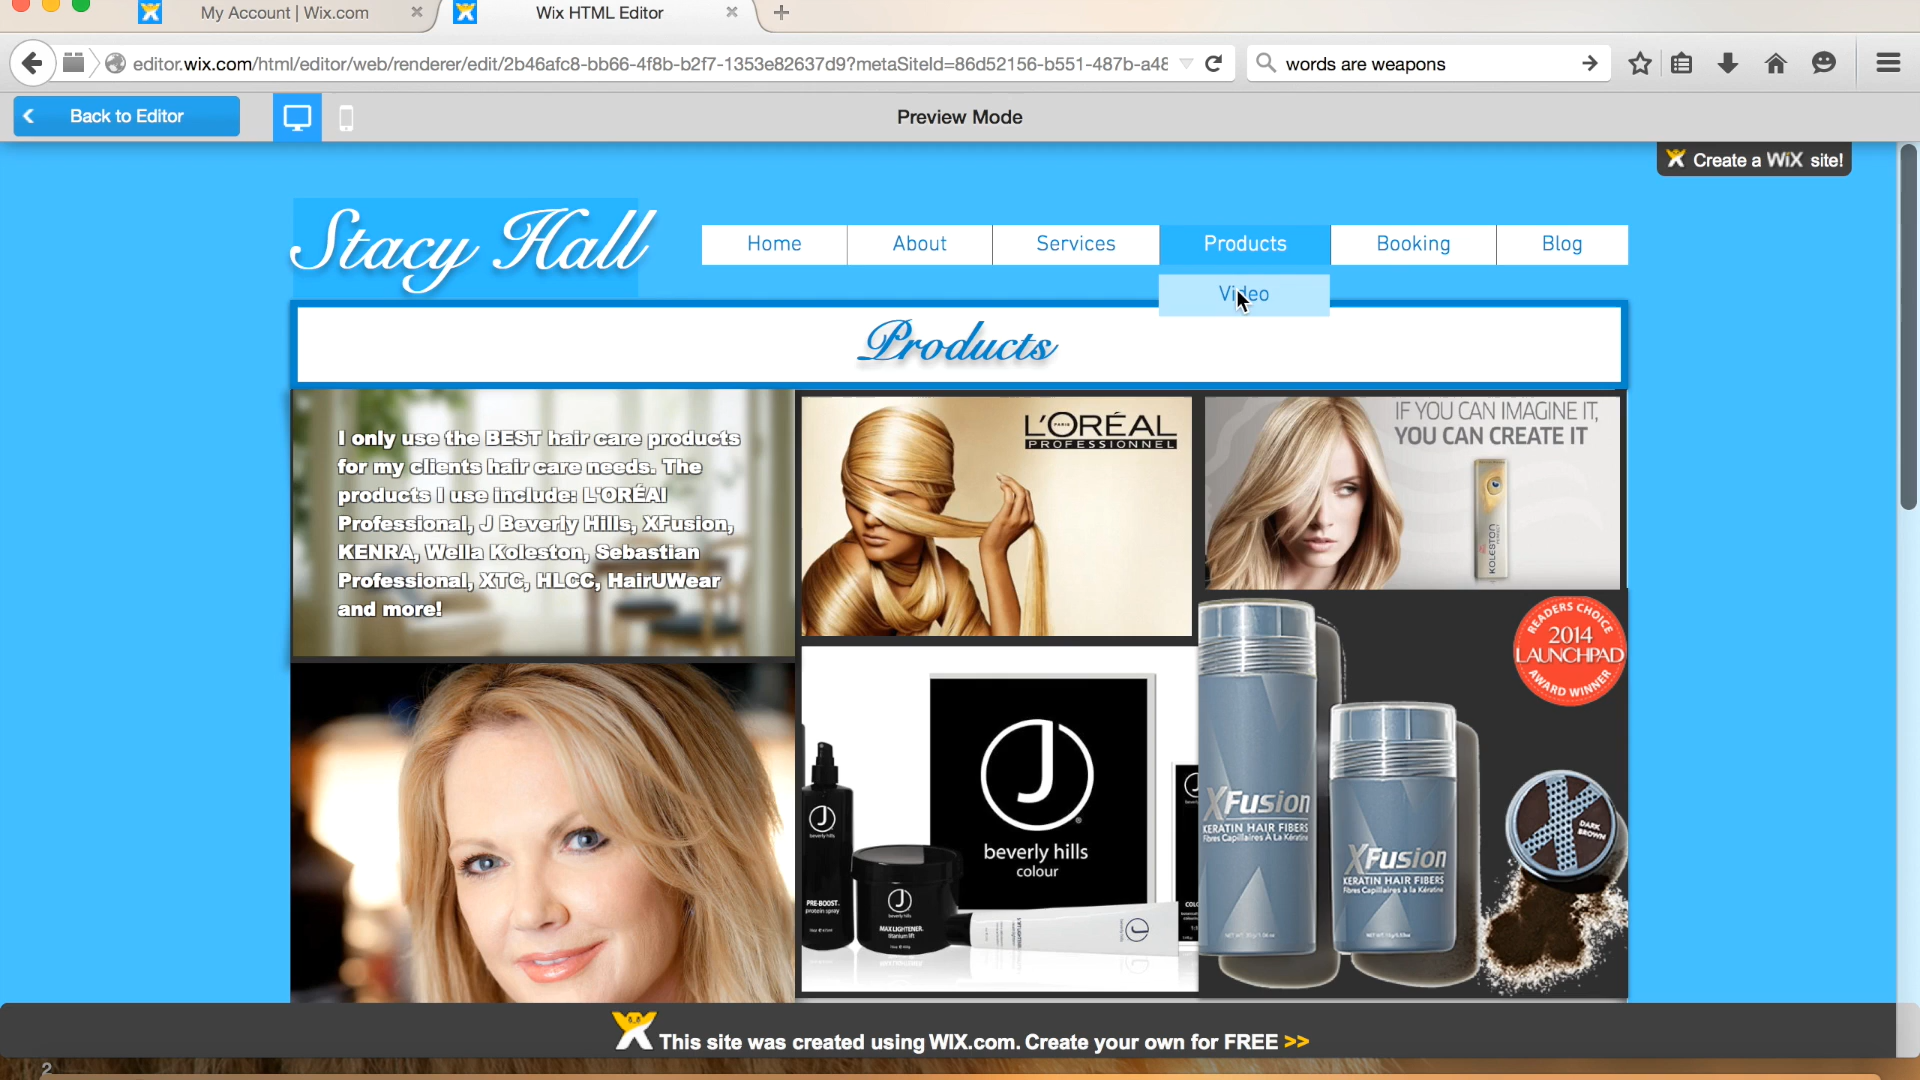 My Account | Wix.com
Wix HTML Editor
editor.wix.com/html/editor/web/renderer/edit/2b46afc8-bb66-4f8b-b2f7-1353e82637d9?metaSiteId=86d52156-b551-487b-a48
words are weapons
Back to Editor
Preview Mode
Create a WiX site!
Stacy Hall
Home
About
Services
Products
Booking
Blog
Video
Products
I only use the BEST hair care products
for my clients hair care needs. The
products I use include: L'ORÉAl
Professional, J Beverly Hills, XFusion,
KENRA, Wella Koleston, Sebastian
Professional, XTC, HLCC, HairUWear
and more!
L'ORÉAL
PARIS
PROFESSIONNEL
IF YOU CAN IMAGINE IT,
YOU CAN CREATE IT
KOLESTON
READERS CHOICE
2014
LAUNCHPAD
AWARD WINNER
J
beverly hills
colour
J
PRE-BOOST.
protein spray
J
beverly hills
MAXLIGHTENER.
titanium lift
J
XFusion
KERATIN HAIR FIBERS
Fibres Capillaires À La Kératine
XFusion
KERATIN HAIR FIBERS
Fibres Capillaires à la Kératine
DARK
BROWN
This site was created using WIX.com. Create your own for FREE >>
2